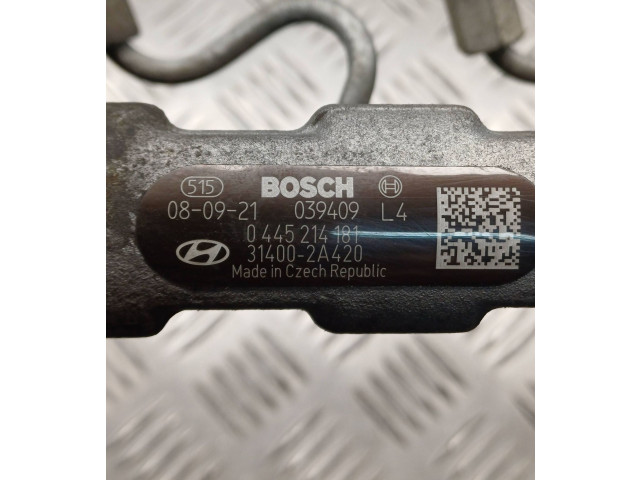 515 BOSCH
08-09-21 039409 L4
0 445 214 181
31400-2A420
Made in Czech Republic